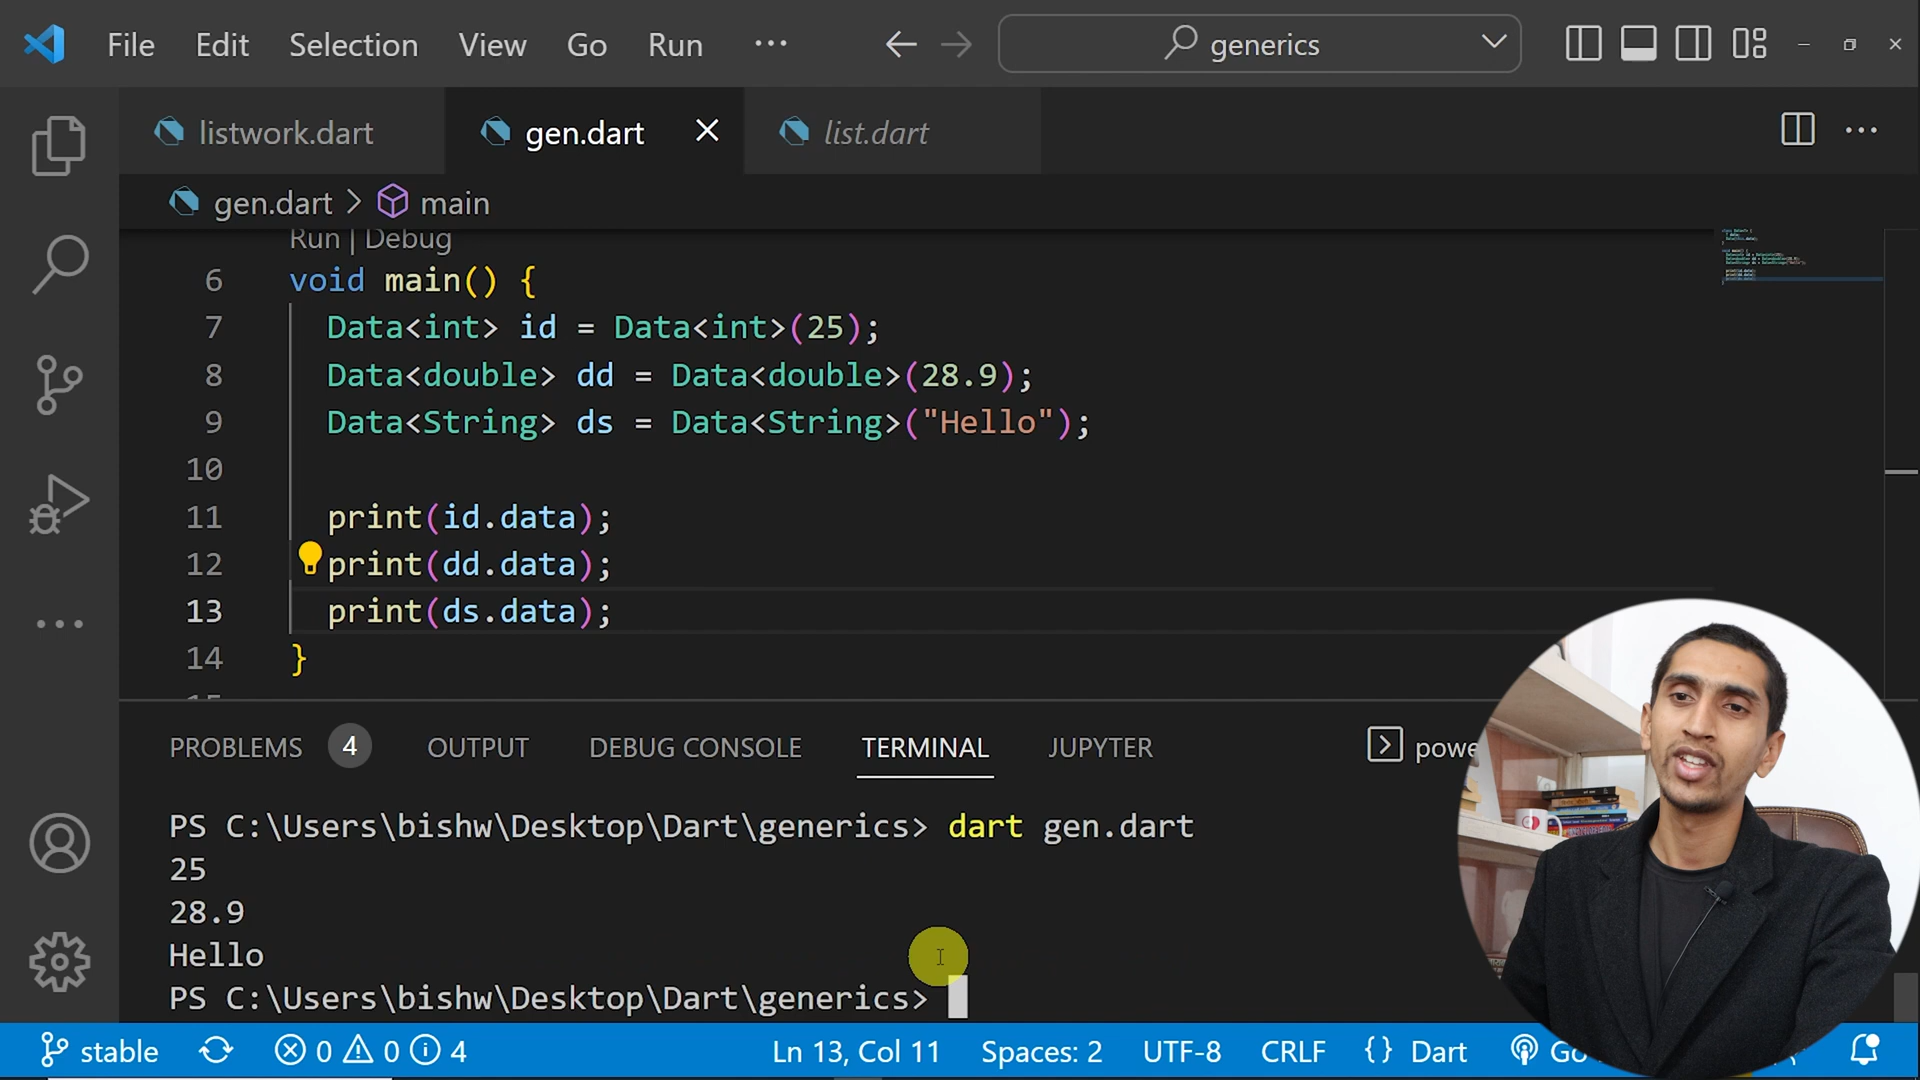 File Edit Selection View Go Run ··· generics
listwork.dart gen.dart list.dart
gen.dart > main
Run | Debug
6 void main() {
7 Data<int> id = Data<int>(25);
8 Data<double> dd = Data<double>(28.9);
9 Data<String> ds = Data<String>("Hello");
10
11 print(id.data);
12 print(dd.data);
13 print(ds.data);
14 }
PROBLEMS 4 OUTPUT DEBUG CONSOLE TERMINAL JUPYTER powe
PS C:\Users\bishw\Desktop\Dart\generics> dart gen.dart
25
28.9
Hello
PS C:\Users\bishw\Desktop\Dart\generics>
stable 0 0 4 Ln 13, Col 11 Spaces: 2 UTF-8 CRLF {} Dart Go